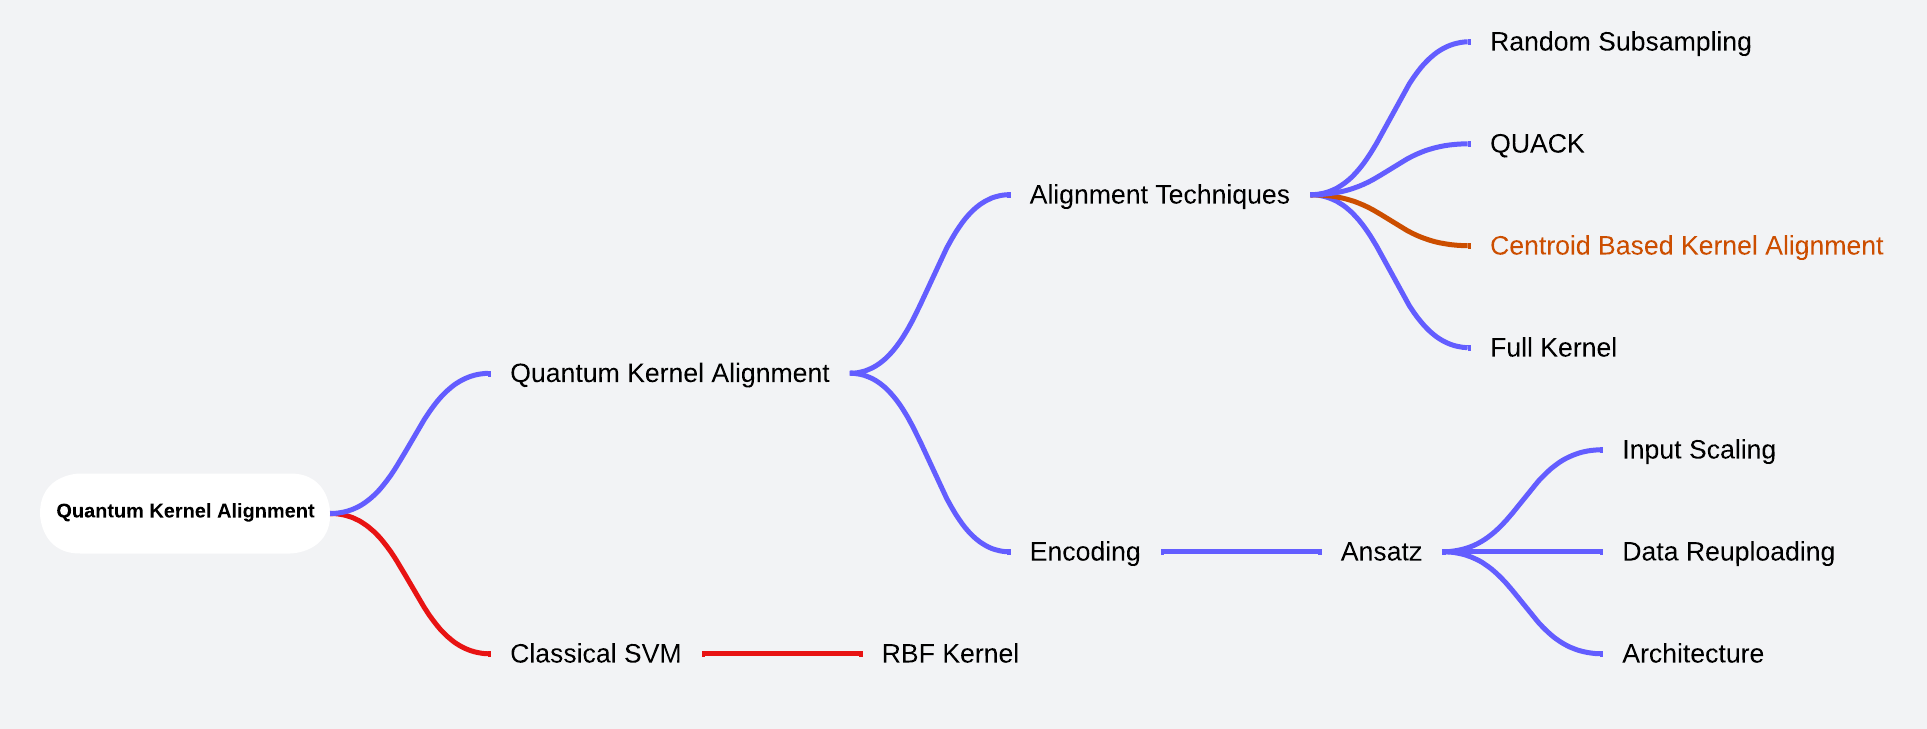 Random Subsampling
QUACK
Alignment Techniques
Centroid Based Kernel Alignment
Full Kernel
Quantum Kernel Alignment
Input Scaling
Quantum Kernel Alignment
Encoding
Ansatz
Data Reuploading
Classical SVM
RBF Kernel
Architecture